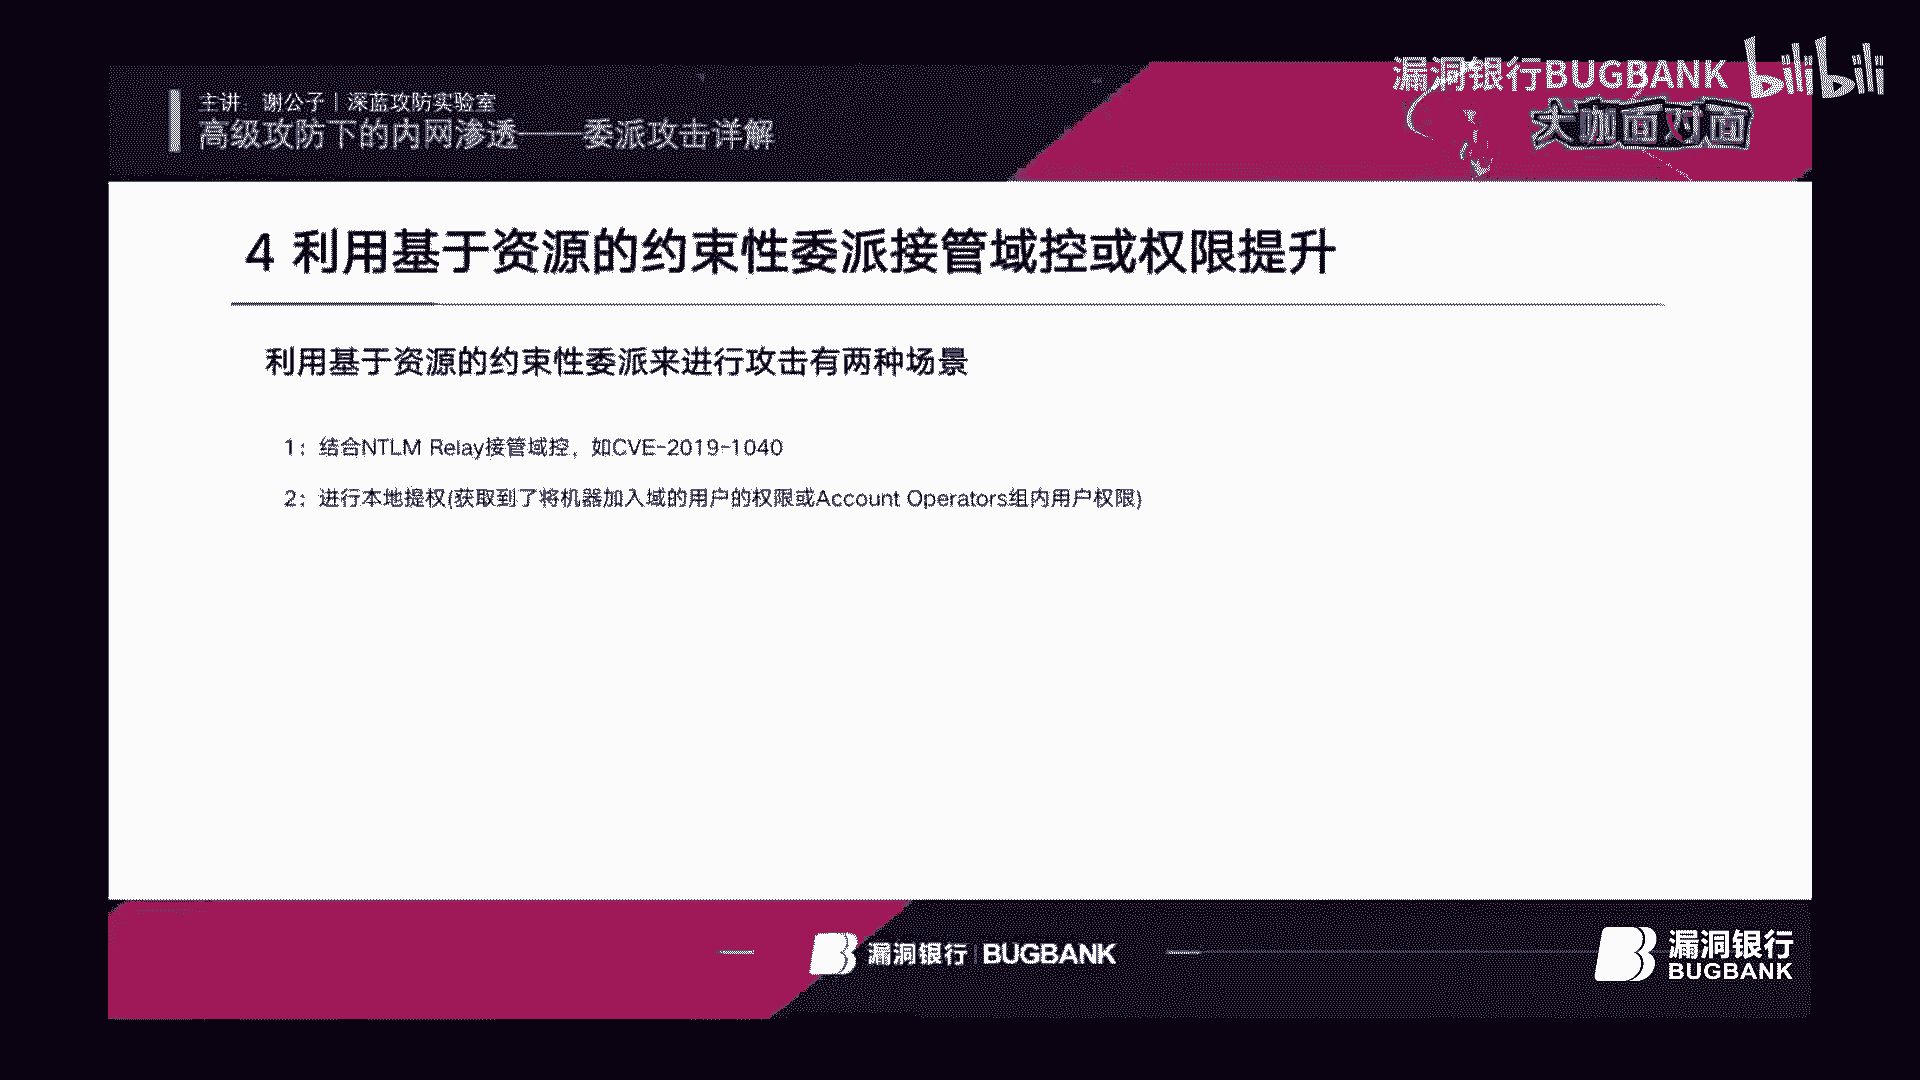 漏洞银行BUGBANK bilibili
大咖面对面
主讲：谢公子 | 深蓝攻防实验室
高级攻防下的内网渗透——委派攻击详解
4 利用基于资源的约束性委派接管域控或权限提升
利用基于资源的约束性委派来进行攻击有两种场景
1：结合NTLM Relay接管域控，如CVE-2019-1040
2：进行本地提权(获取到了将机器加入域的用户的权限或Account Operators组内用户权限)
漏洞银行 | BUGBANK
漏洞银行
BUGBANK